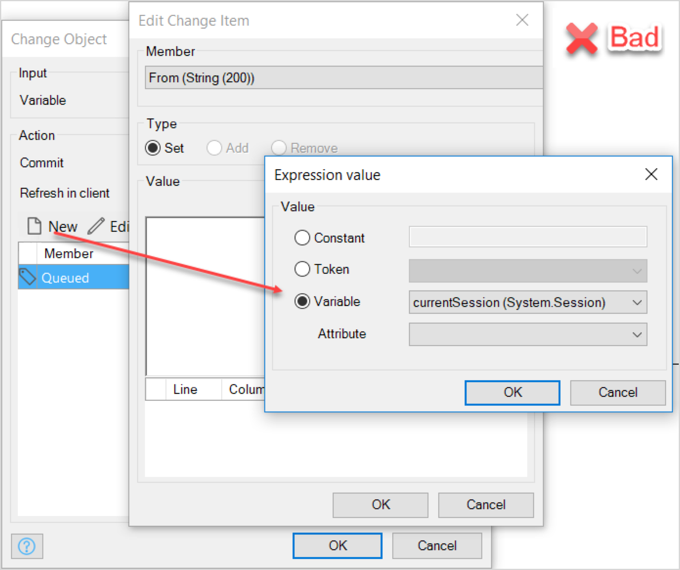 Change Object
Input
Variable
Action
Commit
Refresh in client
New
Edi
Member
Queued
?
OK
Cancel
Edit Change Item
Member
From (String (200))
Type
Set
Add
Remove
Value
Line
Colum
OK
Cancel
Expression value
Value
Constant
Token
Variable
currentSession (System.Session)
Attribute
OK
Cancel
Bad